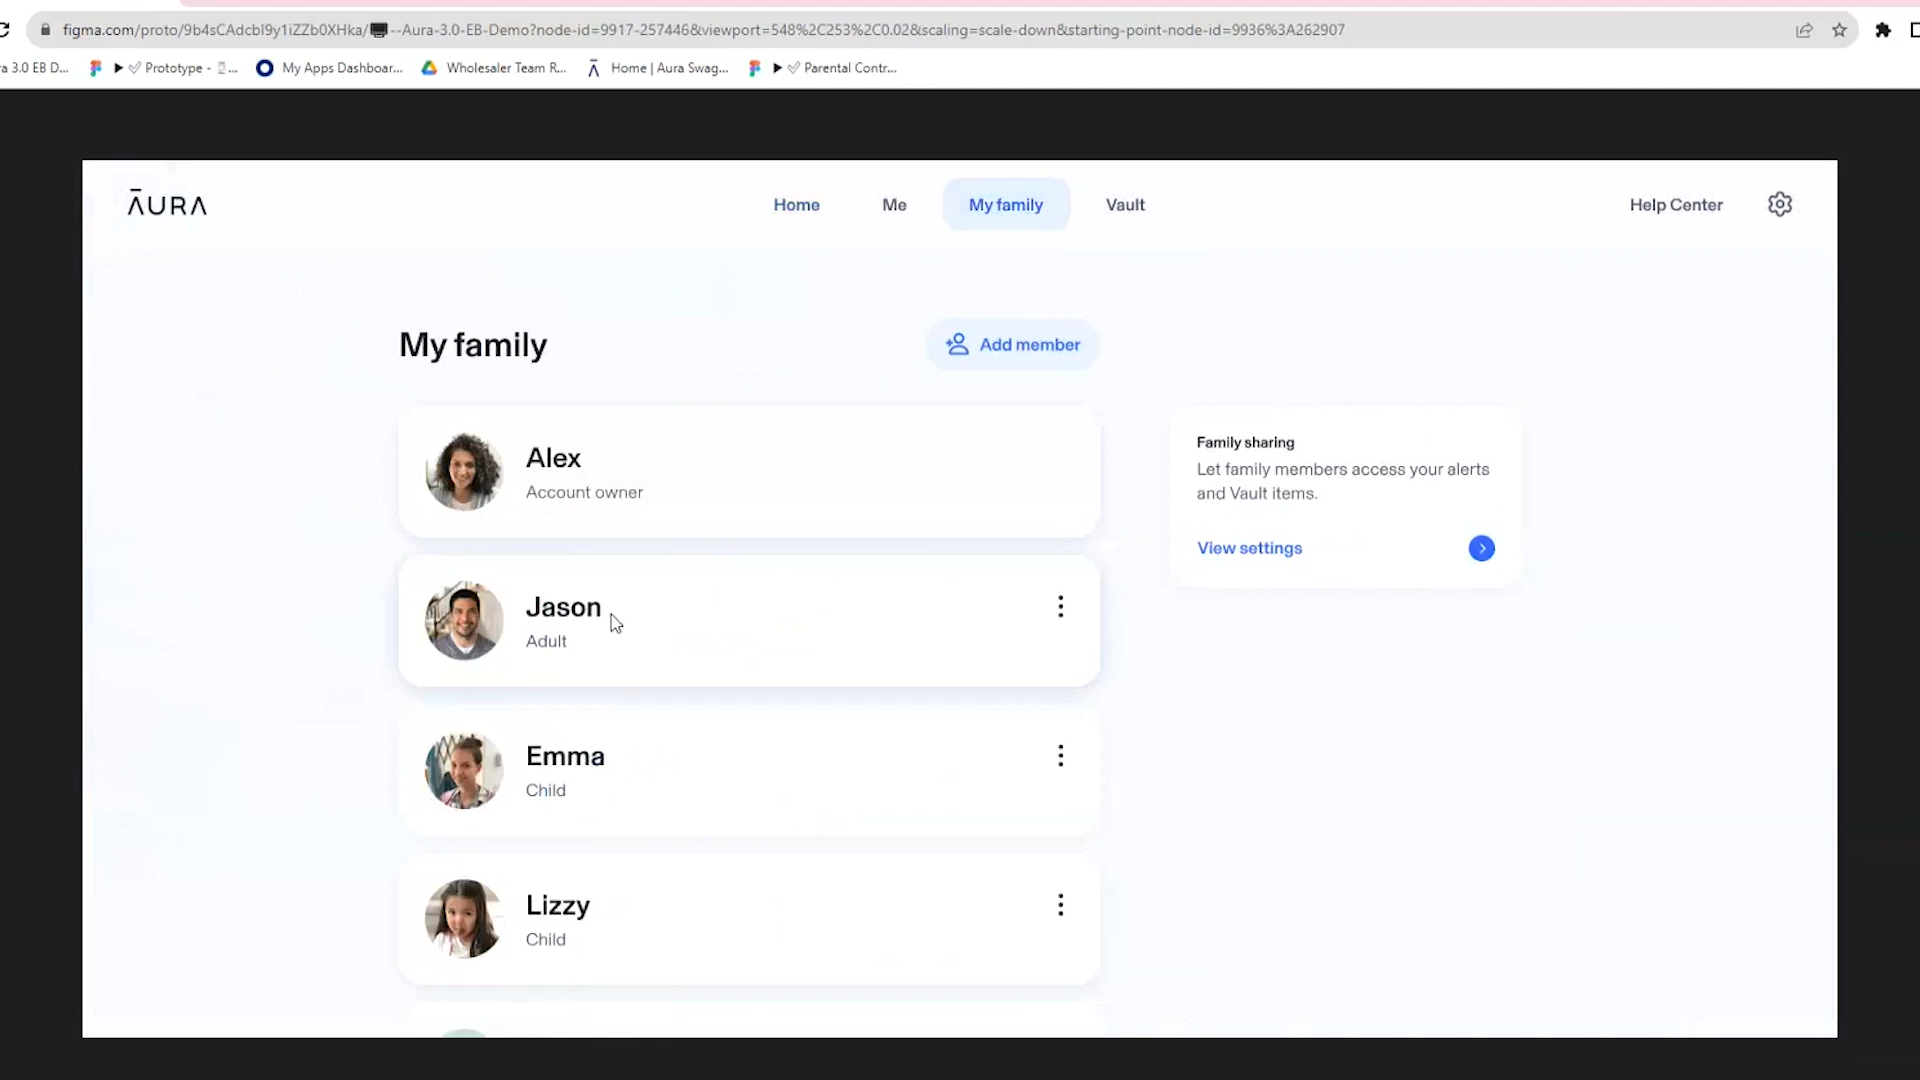 figma.com/proto/9b4sCAdcbl9y1iZZb0XHka/🖥--Aura-3.0-EB-Demo?node-id=9917-257446&viewport=548%2C253%2C0.02&scaling=scale-down&starting-point-node-id=9936%3A262907
ra 3.0 EB D... ▶ ✅ Prototype - ... My Apps Dashboar... Wholesaler Team R... Home | Aura Swag... ▶ ✅ Parental Contr...
ĀURA Home Me My family Vault Help Center
My family
Add member
Alex
Account owner
Family sharing
Let family members access your alerts
and Vault items.
View settings
Jason
Adult
Emma
Child
Lizzy
Child